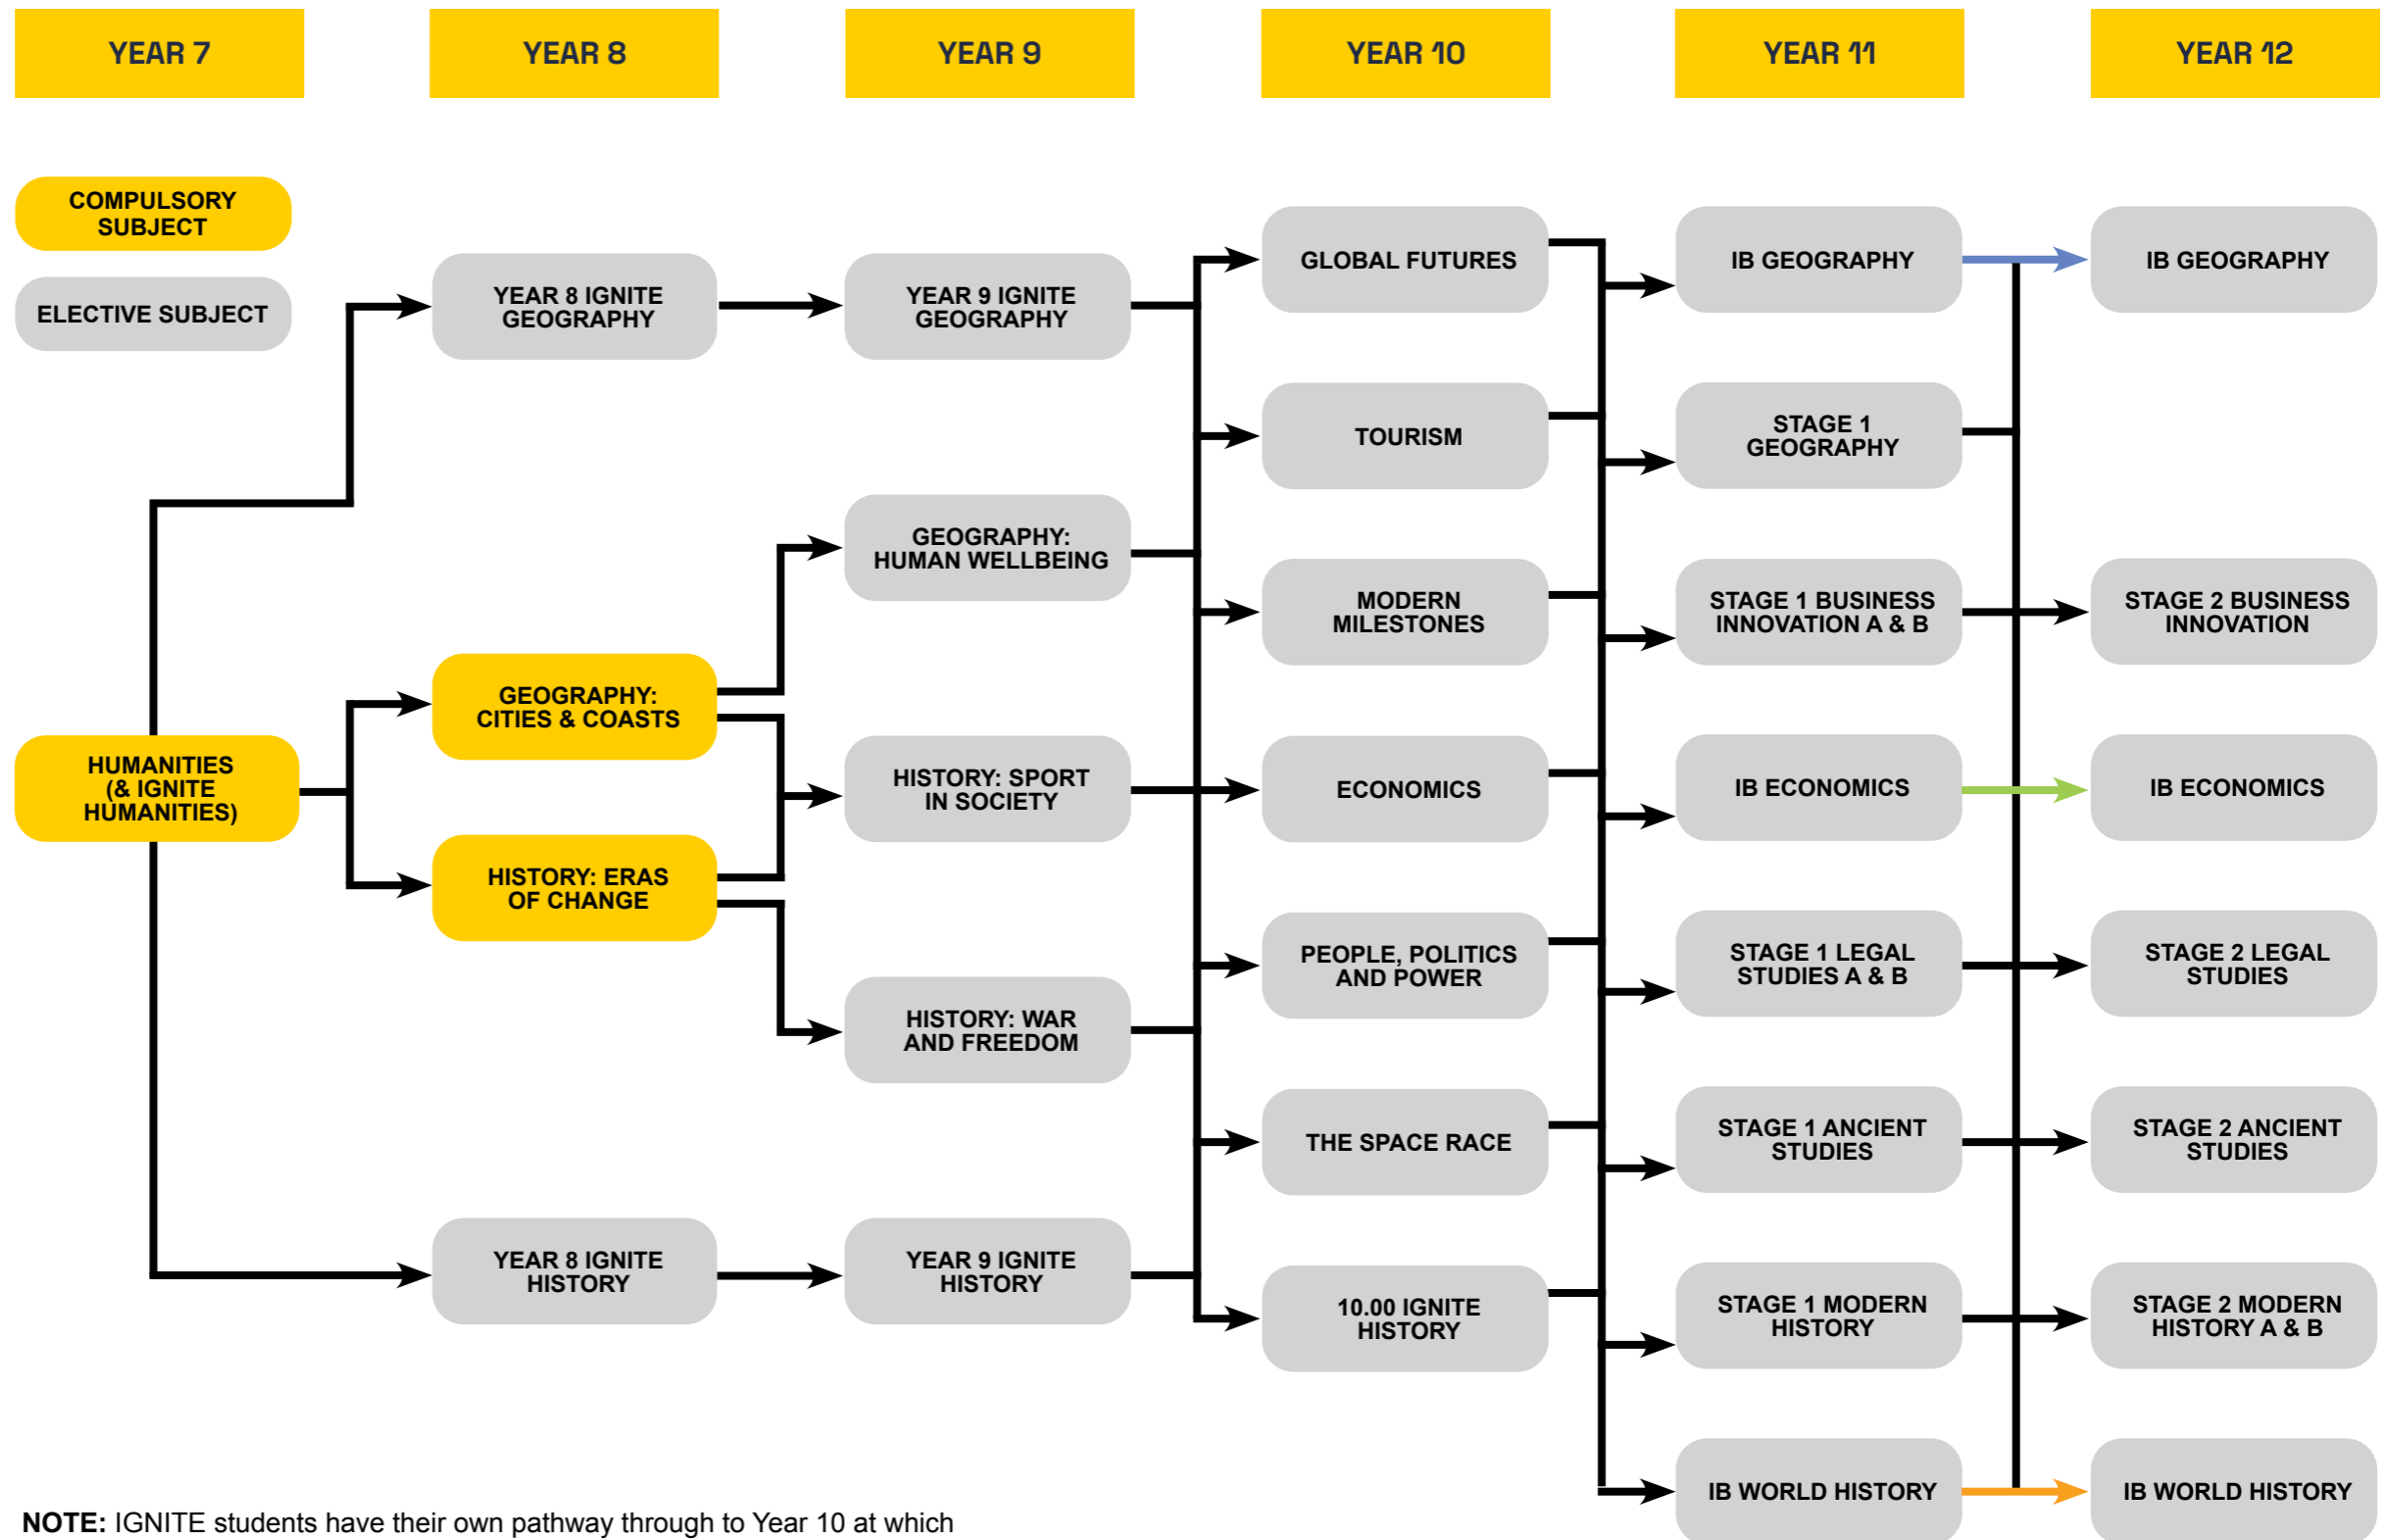 YEAR 7
YEAR 8
YEAR 9
YEAR 10
YEAR 11
YEAR 12
COMPULSORY
SUBJECT
ELECTIVE SUBJECT
HUMANITIES
(& IGNITE
HUMANITIES)
YEAR 8 IGNITE
GEOGRAPHY
GEOGRAPHY:
CITIES & COASTS
HISTORY: ERAS
OF CHANGE
YEAR 8 IGNITE
HISTORY
YEAR 9 IGNITE
GEOGRAPHY
GEOGRAPHY:
HUMAN WELLBEING
HISTORY: SPORT
IN SOCIETY
HISTORY: WAR
AND FREEDOM
YEAR 9 IGNITE
HISTORY
GLOBAL FUTURES
TOURISM
MODERN
MILESTONES
ECONOMICS
PEOPLE, POLITICS
AND POWER
THE SPACE RACE
10.00 IGNITE
HISTORY
IB GEOGRAPHY
STAGE 1
GEOGRAPHY
STAGE 1 BUSINESS
INNOVATION A & B
IB ECONOMICS
STAGE 1 LEGAL
STUDIES A & B
STAGE 1 ANCIENT
STUDIES
STAGE 1 MODERN
HISTORY
IB WORLD HISTORY
IB GEOGRAPHY
STAGE 2 BUSINESS
INNOVATION
IB ECONOMICS
STAGE 2 LEGAL
STUDIES
STAGE 2 ANCIENT
STUDIES
STAGE 2 MODERN
HISTORY A & B
IB WORLD HISTORY
NOTE: IGNITE students have their own pathway through to Year 10 at which